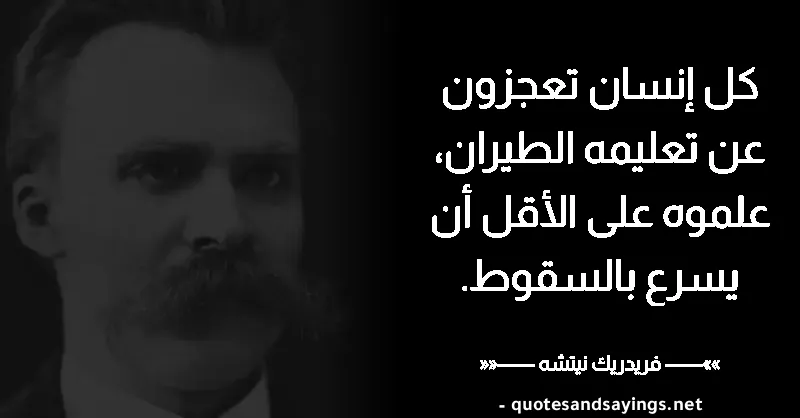 كل إنسان تعجزون
عن تعليمه الطيران،
علموه على الأقل أن
يسرع بالسقوط.
»»—— فريدريك نيتشه ——««
- quotesandsayings.net